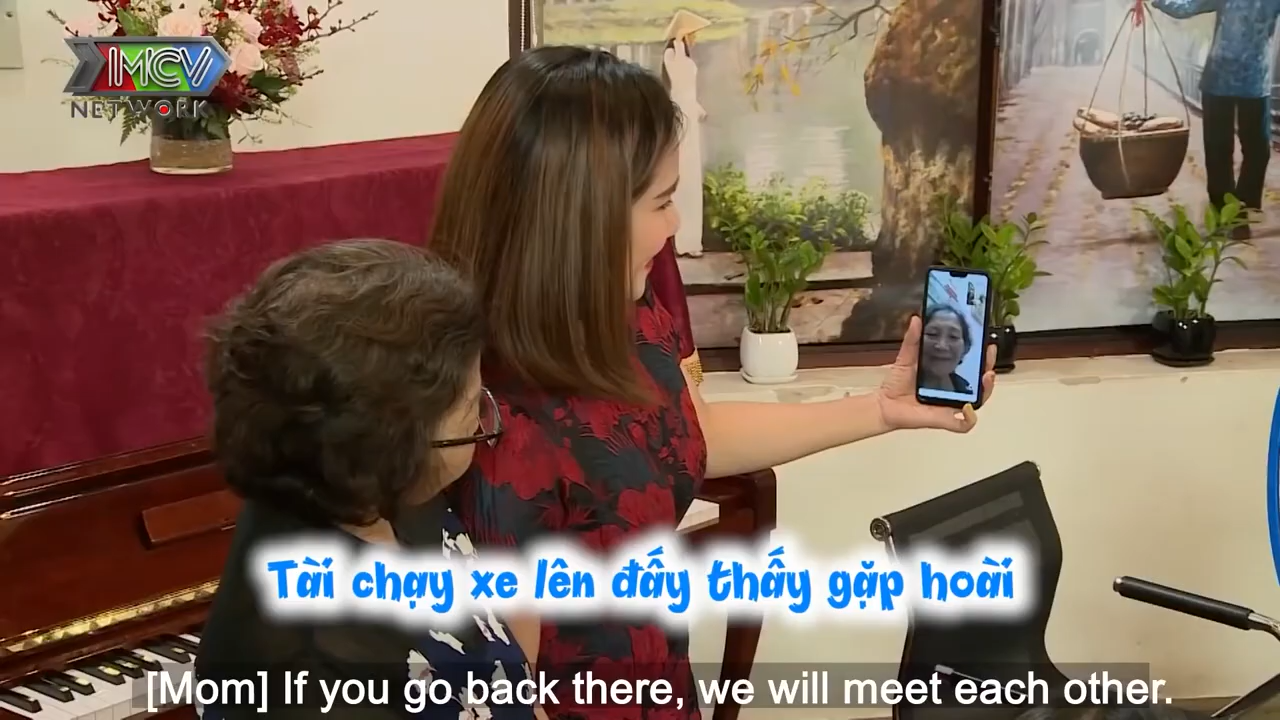 MCV
NETWORK
Tài chạy xe lên đấy thấy gặp hoài
[Mom] If you go back there, we will meet each other.